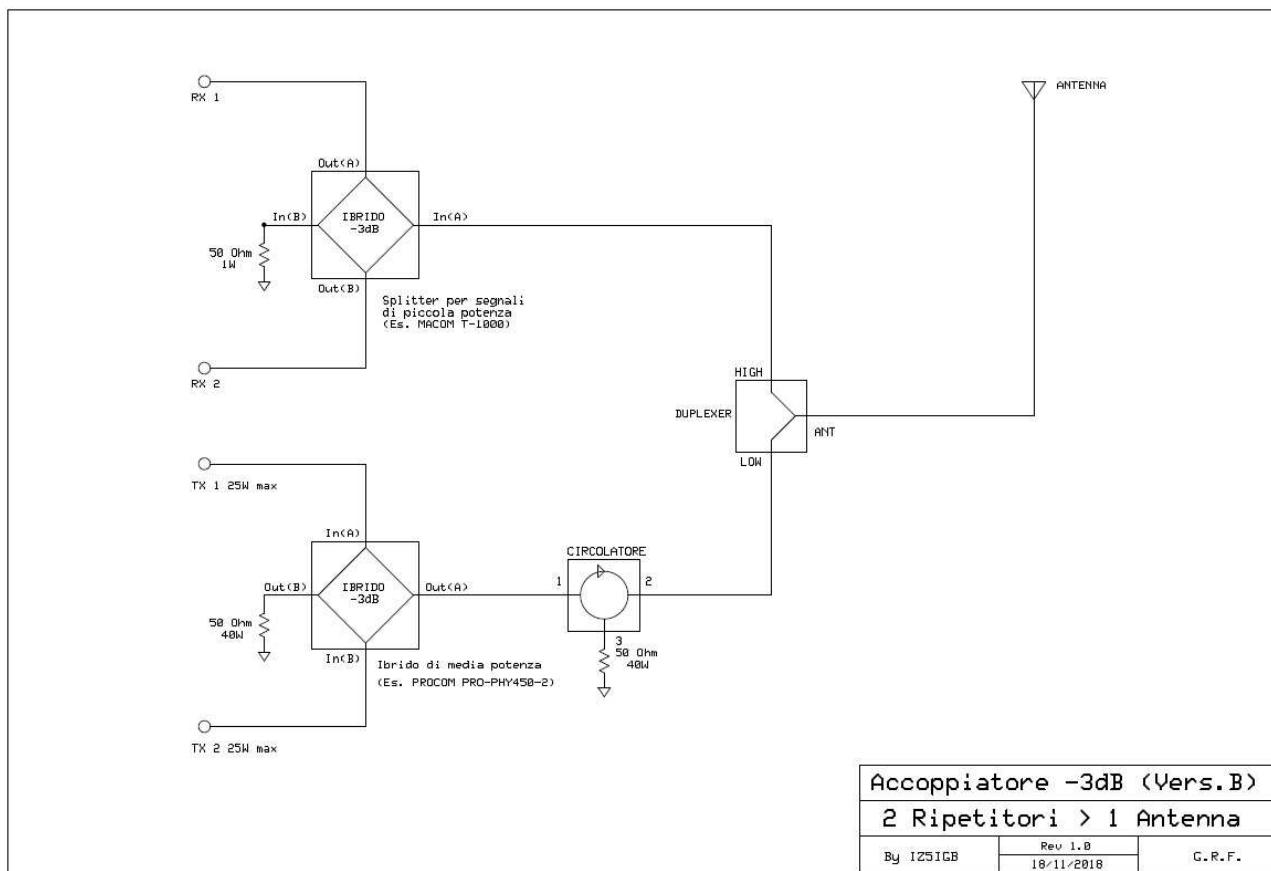 RX 1
ANTENNA
Out(A)
In(B)
IBRIDO
-3dB
In(A)
50 Ohm
1W
Out(B)
Splitter per segnali
di piccola potenza
(Es. MACOM T-1000)
RX 2
HIGH
DUPLEXER
ANT
LOW
TX 1 25W max
In(A)
CIRCOLATORE
Out(B)
IBRIDO
-3dB
Out(A)
1
2
50 Ohm
40W
3
50 Ohm
40W
In(B)
Ibrido di media potenza
(Es. PROCOM PRO-PHY450-2)
TX 2 25W max
Accoppiatore -3dB (Vers.B)
2 Ripetitori > 1 Antenna
By IZ5IGB
Rev 1.0
18/11/2018
G.R.F.